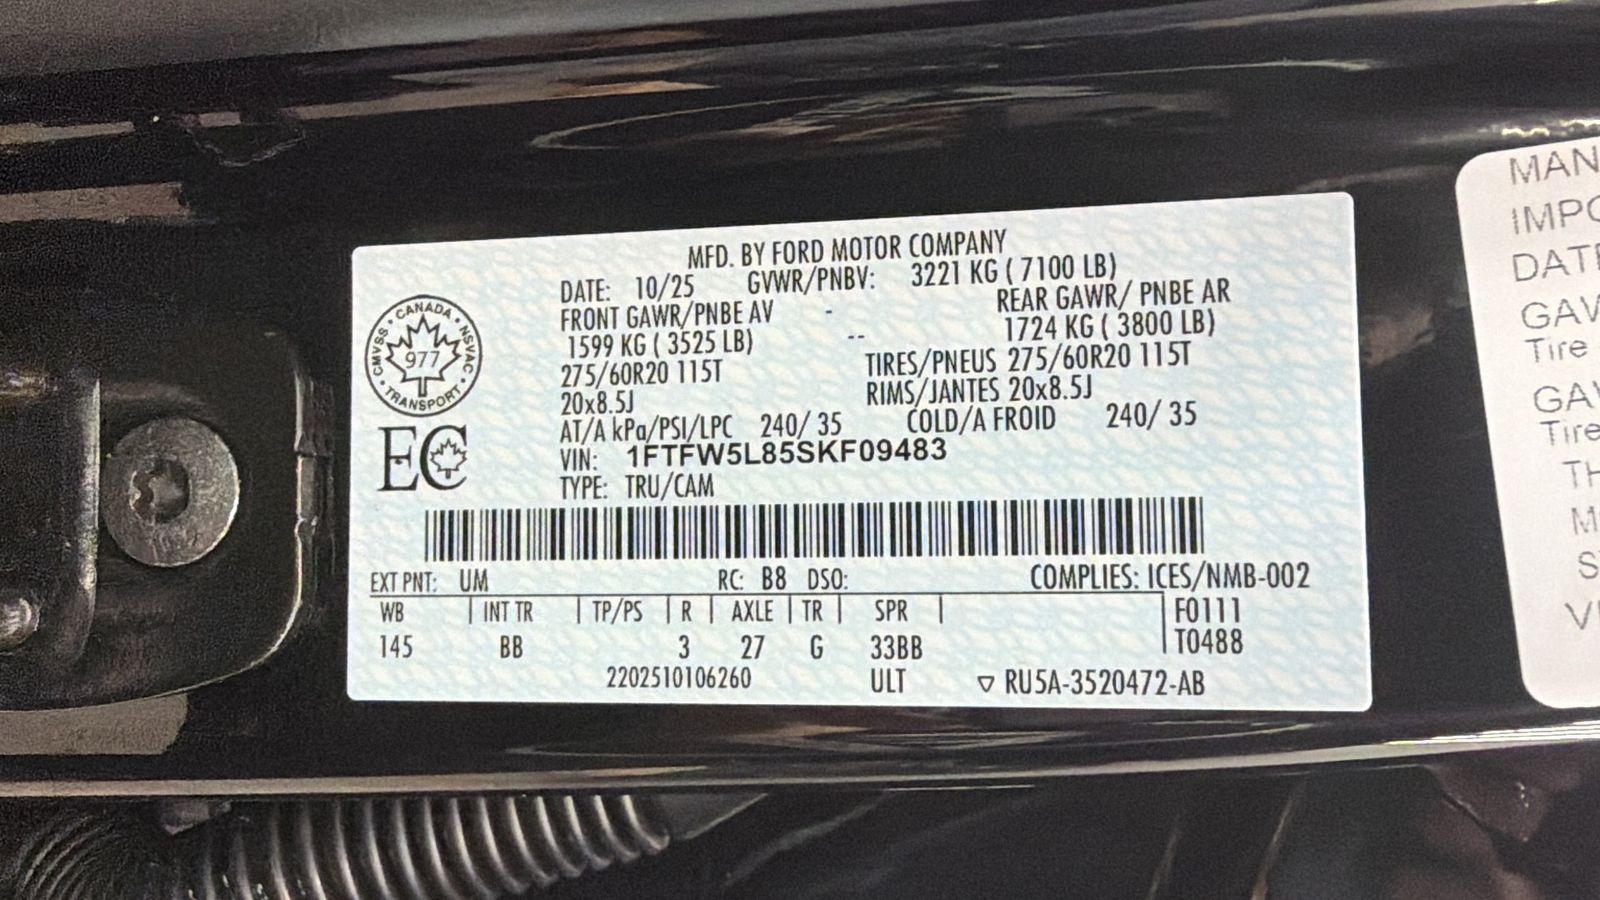 MFD. BY FORD MOTOR COMPANY
DATE: 10/25 GVWR/PNBV: 3221 KG ( 7100 LB)
FRONT GAWR/PNBE AV - REAR GAWR/ PNBE AR
1599 KG ( 3525 LB) -- 1724 KG ( 3800 LB)
275/60R20 115T TIRES/PNEUS 275/60R20 115T
20x8.5J RIMS/JANTES 20x8.5J
AT/A kPa/PSI/LPC 240/ 35 COLD/A FROID 240/ 35
VIN: 1FTFW5L85SKF09483
TYPE: TRU/CAM
CANADA
CMVSS 977 NSVAC
TRANSPORT
EC
EXT PNT: UM RC: B8 DSO: COMPLIES: ICES/NMB-002
WB | INT TR | TP/PS | R | AXLE | TR | SPR | F0111
145 BB 3 27 G 33BB T0488
2202510106260 ULT ▽ RU5A-3520472-AB
MAN
IMPO
DATE
GAV
Tire
GAV
Tire
TH
M
S
VI